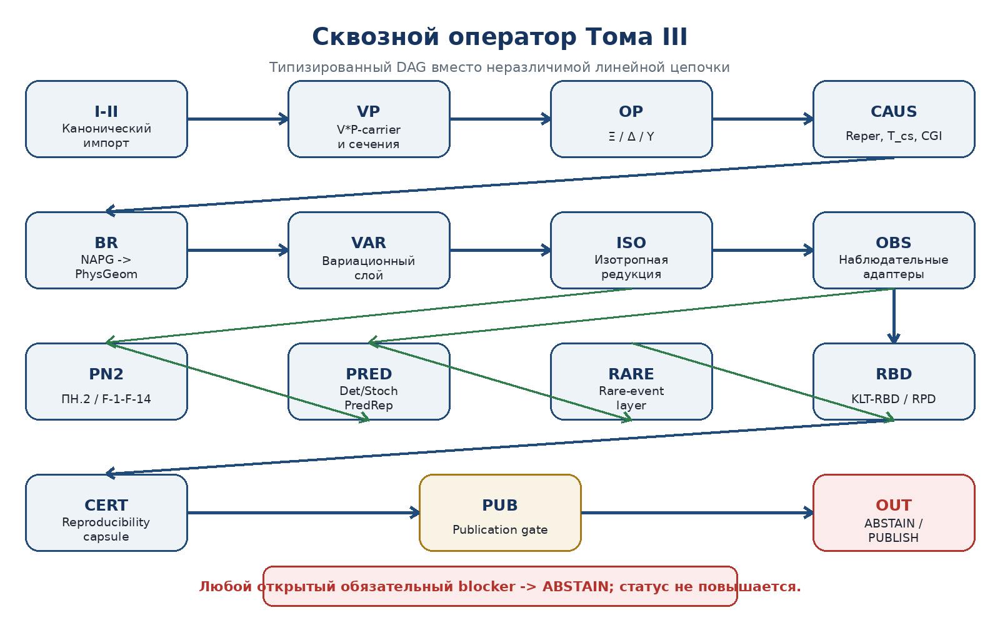 Сквозной оператор Тома III
Типизированный DAG вместо неразличимой линейной цепочки
I-II
Канонический
импорт
VP
V*P-carrier
и сечения
OP
Ξ / Δ / Υ
CAUS
Reper, T_cs, CGI
BR
NAPG ->
PhysGeom
VAR
Вариационный
слой
ISO
Изотропная
редукция
OBS
Наблюдательные
адаптеры
PN2
ПН.2 / F-1-F-14
PRED
Det/Stoch
PredRep
RARE
Rare-event
layer
RBD
KLT-RBD / RPD
CERT
Reproducibility
capsule
PUB
Publication gate
OUT
ABSTAIN /
PUBLISH
Любой открытый обязательный blocker -> ABSTAIN; статус не повышается.